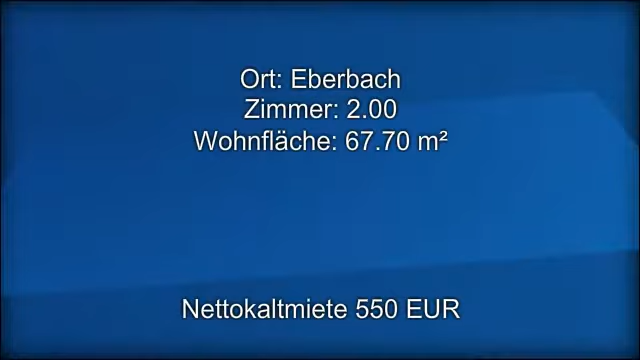 Ort: Eberbach
Zimmer: 2.00
Wohnfläche: 67.70 m²
Nettokaltmiete 550 EUR